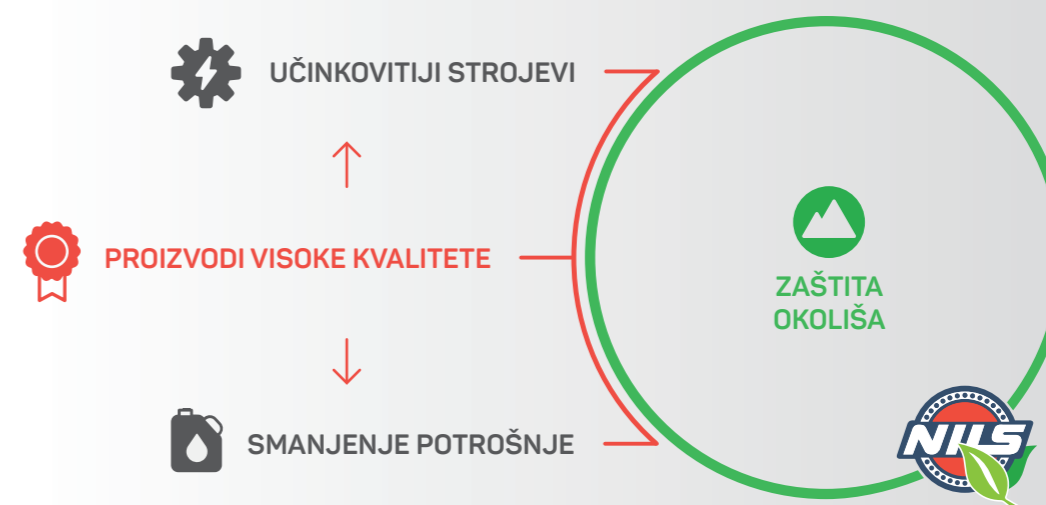 UČINKOVITIJI STROJEVI
PROIZVODI VISOKE KVALITETE
SMANJENJE POTROŠNJE
ZAŠTITA
OKOLIŠA
NILS